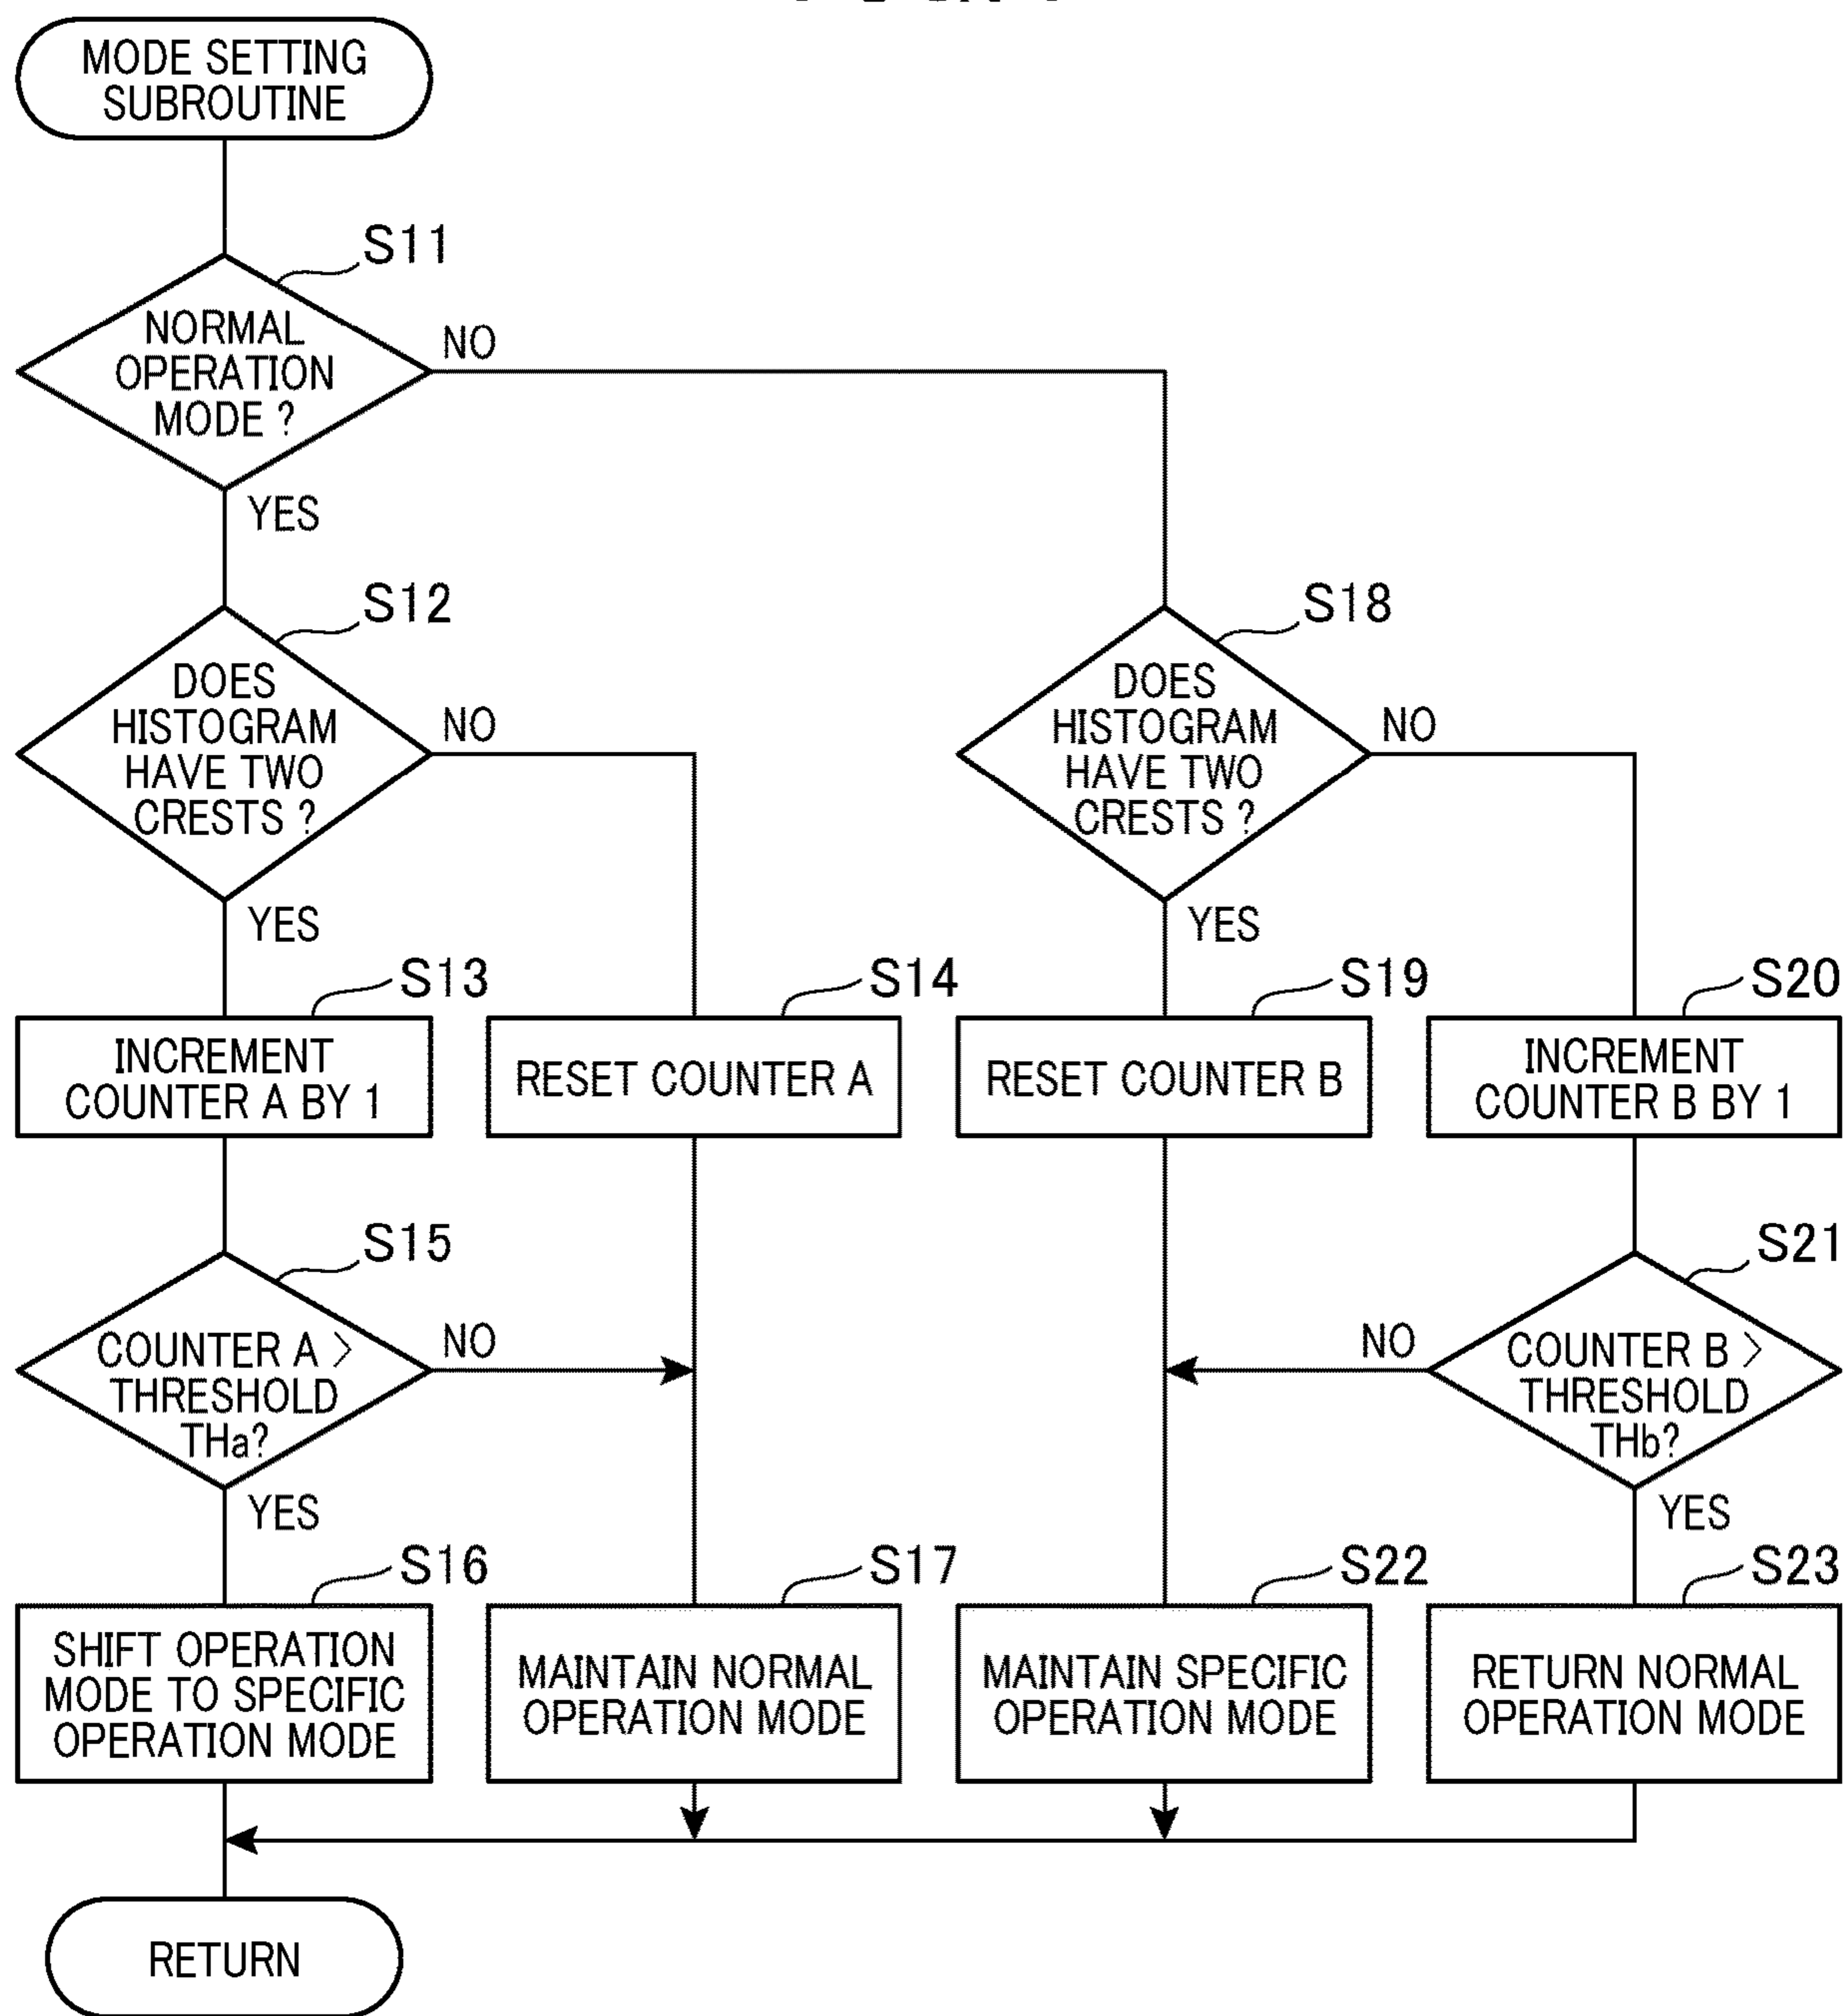 MODE SETTING
SUBROUTINE
S11
NORMAL
OPERATION
MODE ?
NO
YES
S12
DOES
HISTOGRAM
HAVE TWO
CRESTS ?
NO
YES
S18
DOES
HISTOGRAM
HAVE TWO
CRESTS ?
NO
YES
S13
INCREMENT
COUNTER A BY 1
S14
RESET COUNTER A
S19
RESET COUNTER B
S20
INCREMENT
COUNTER B BY 1
S15
COUNTER A >
THRESHOLD
THa?
NO
YES
S21
COUNTER B >
THRESHOLD
THb?
NO
YES
S16
SHIFT OPERATION
MODE TO SPECIFIC
OPERATION MODE
S17
MAINTAIN NORMAL
OPERATION MODE
S22
MAINTAIN SPECIFIC
OPERATION MODE
S23
RETURN NORMAL
OPERATION MODE
RETURN